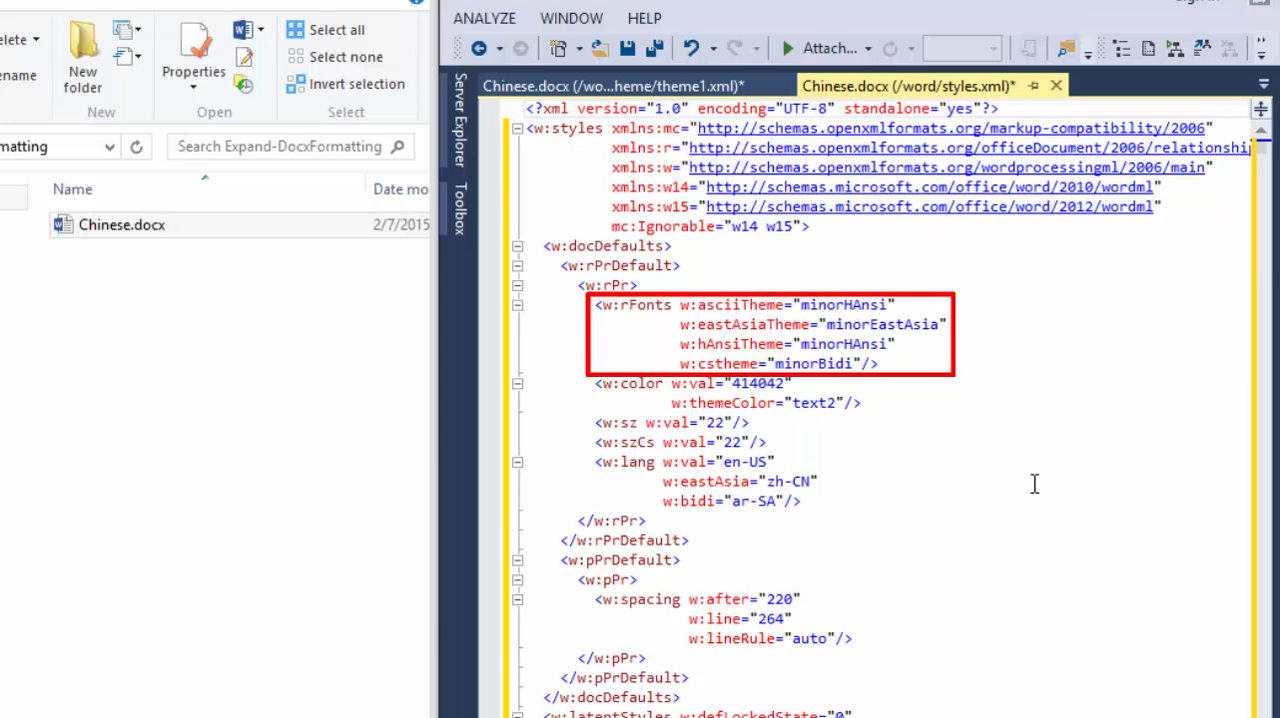 ANALYZE WINDOW HELP
elete
ename
New
folder
New
Properties
Open
Select all
Select none
Invert selection
Select
Attach...
matting
Search Expand-DocxFormatting
Name
Date mo
Chinese.docx
2/7/2015
Server Explorer
Toolbox
Chinese.docx (/wo...heme/theme1.xml)*
Chinese.docx (/word/styles.xml)*
<?xml version="1.0" encoding="UTF-8" standalone="yes"?>
<w:styles xmlns:mc="http://schemas.openxmlformats.org/markup-compatibility/2006"
xmlns:r="http://schemas.openxmlformats.org/officeDocument/2006/relationship
xmlns:w="http://schemas.openxmlformats.org/wordprocessingml/2006/main"
xmlns:w14="http://schemas.microsoft.com/office/word/2010/wordml"
xmlns:w15="http://schemas.microsoft.com/office/word/2012/wordml"
mc:Ignorable="w14 w15">
<w:docDefaults>
<w:rPrDefault>
<w:rPr>
<w:rFonts w:asciiTheme="minorHAnsi"
w:eastAsiaTheme="minorEastAsia"
w:hAnsiTheme="minorHAnsi"
w:cstheme="minorBidi"/>
<w:color w:val="414042"
w:themeColor="text2"/>
<w:sz w:val="22"/>
<w:szCs w:val="22"/>
<w:lang w:val="en-US"
w:eastAsia="zh-CN"
w:bidi="ar-SA"/>
</w:rPr>
</w:rPrDefault>
<w:pPrDefault>
<w:pPr>
<w:spacing w:after="220"
w:line="264"
w:lineRule="auto"/>
</w:pPr>
</w:pPrDefault>
</w:docDefaults>
<w:latentStyles w:defLockedState="0"